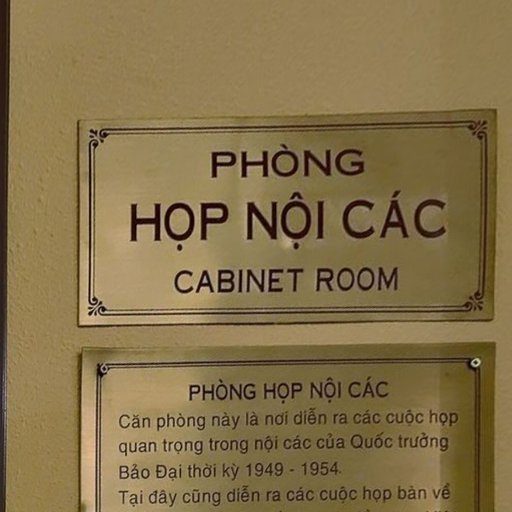 PHÒNG
HỌP NỘI CÁC
CABINET ROOM
PHÒNG HỌP NỘI CÁC
Căn phòng này là nơi diễn ra các cuộc họp
quan trọng trong nội các của Quốc trưởng
Bảo Đại thời kỳ 1949 - 1954.
Tại đây cũng diễn ra các cuộc họp bàn về